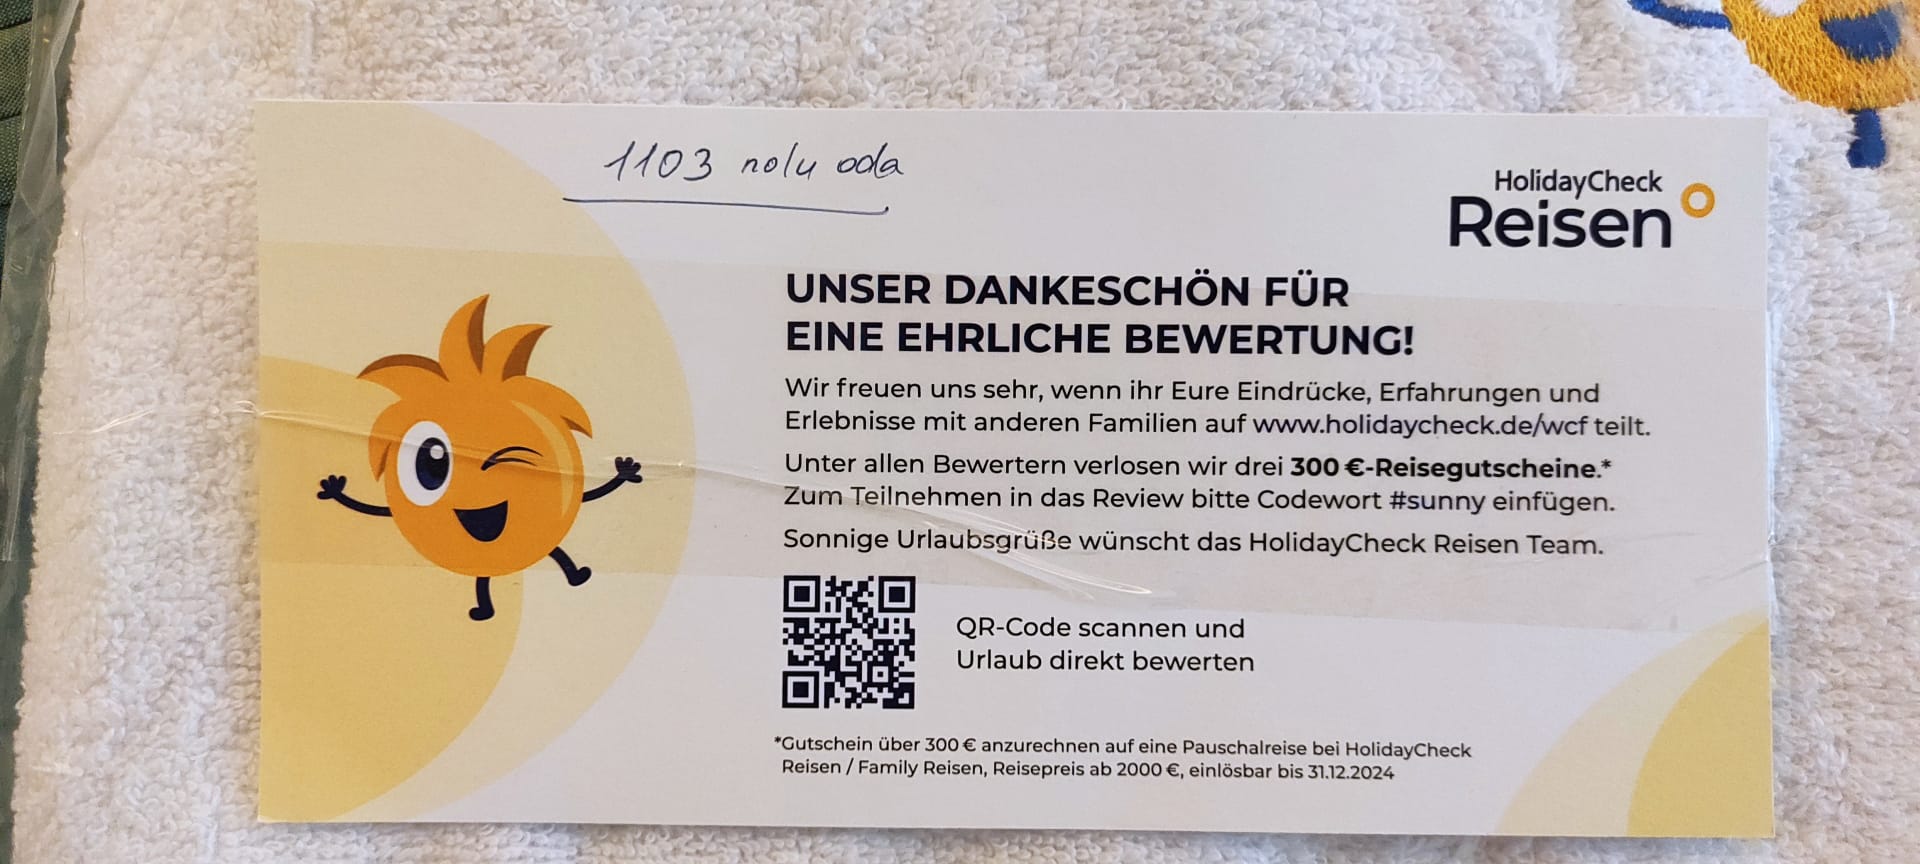 1103 nolu oda
HolidayCheck
Reisen
UNSER DANKESCHÖN FÜR
EINE EHRLICHE BEWERTUNG!
Wir freuen uns sehr, wenn ihr Eure Eindrücke, Erfahrungen und
Erlebnisse mit anderen Familien auf www.holidaycheck.de/wcf teilt.
Unter allen Bewertern verlosen wir drei 300 €-Reisegutscheine.*
Zum Teilnehmen in das Review bitte Codewort #sunny einfügen.
Sonnige Urlaubsgrüße wünscht das HolidayCheck Reisen Team.
QR-Code scannen und
Urlaub direkt bewerten
*Gutschein über 300 € anzurechnen auf eine Pauschalreise bei HolidayCheck
Reisen / Family Reisen, Reisepreis ab 2000 €, einlösbar bis 31.12.2024